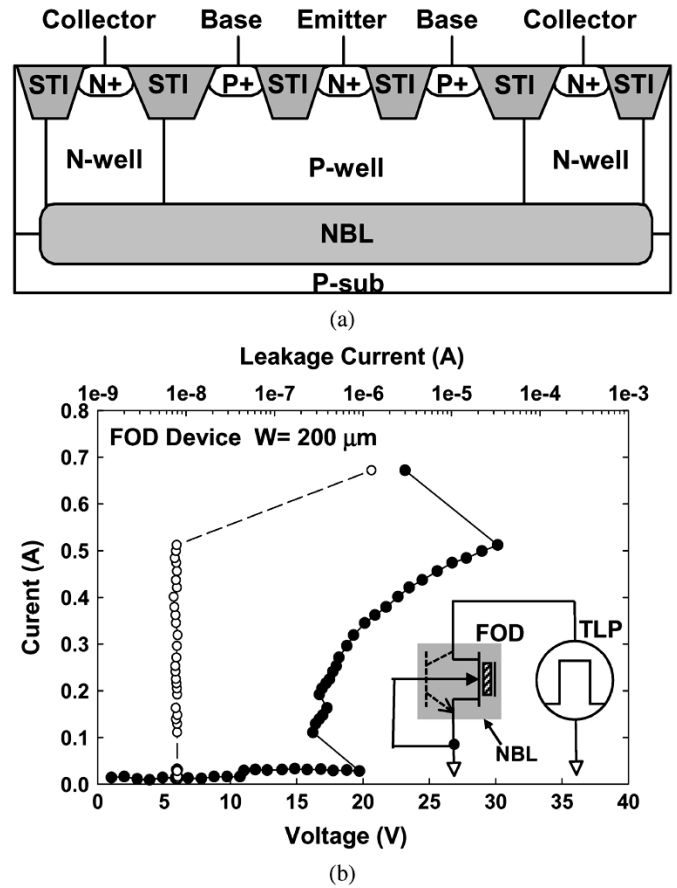 Collector Base Emitter Base Collector
STI N+ STI P+ STI N+ STI P+ STI N+ STI
N-well P-well N-well
NBL
P-sub
(a)
Leakage Current (A)
1e-9 1e-8 1e-7 1e-6 1e-5 1e-4 1e-3
0.8
FOD Device W= 200 μm
0.7
0.6
0.5
0.4
0.3
0.2
0.1
0.0
Curent (A)
FOD
TLP
NBL
0 5 10 15 20 25 30 35 40
Voltage (V)
(b)